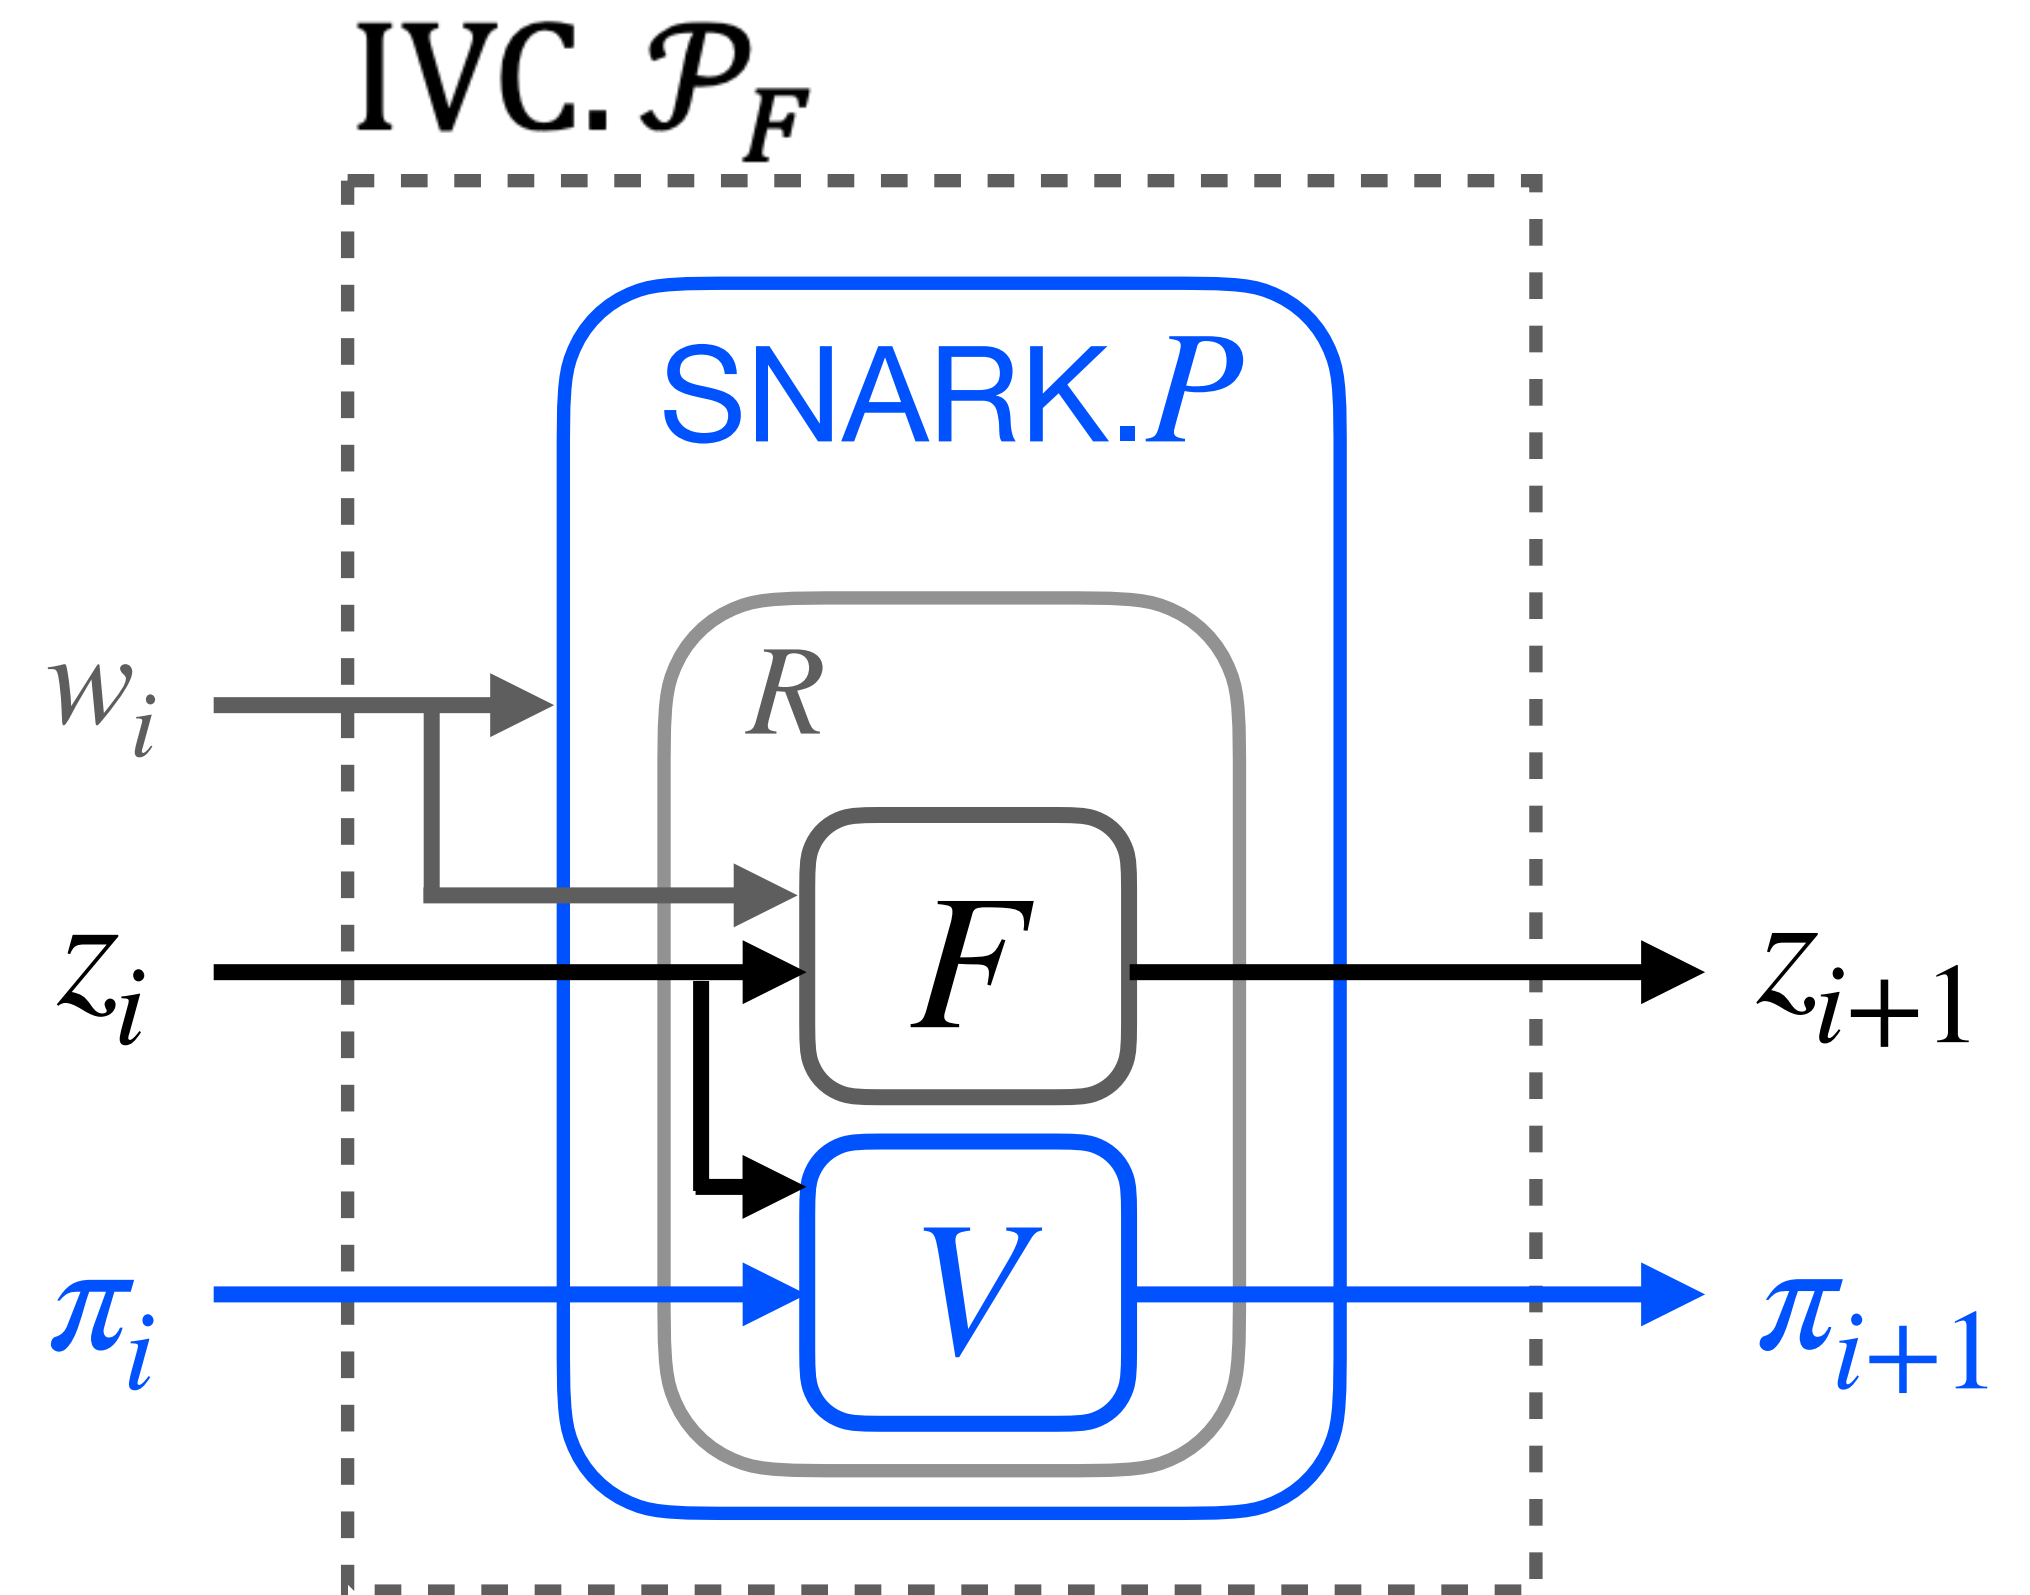 IVC. 𝒫_F
SNARK.P
R
w_i
F
z_i
z_{i+1}
V
π_i
π_{i+1}